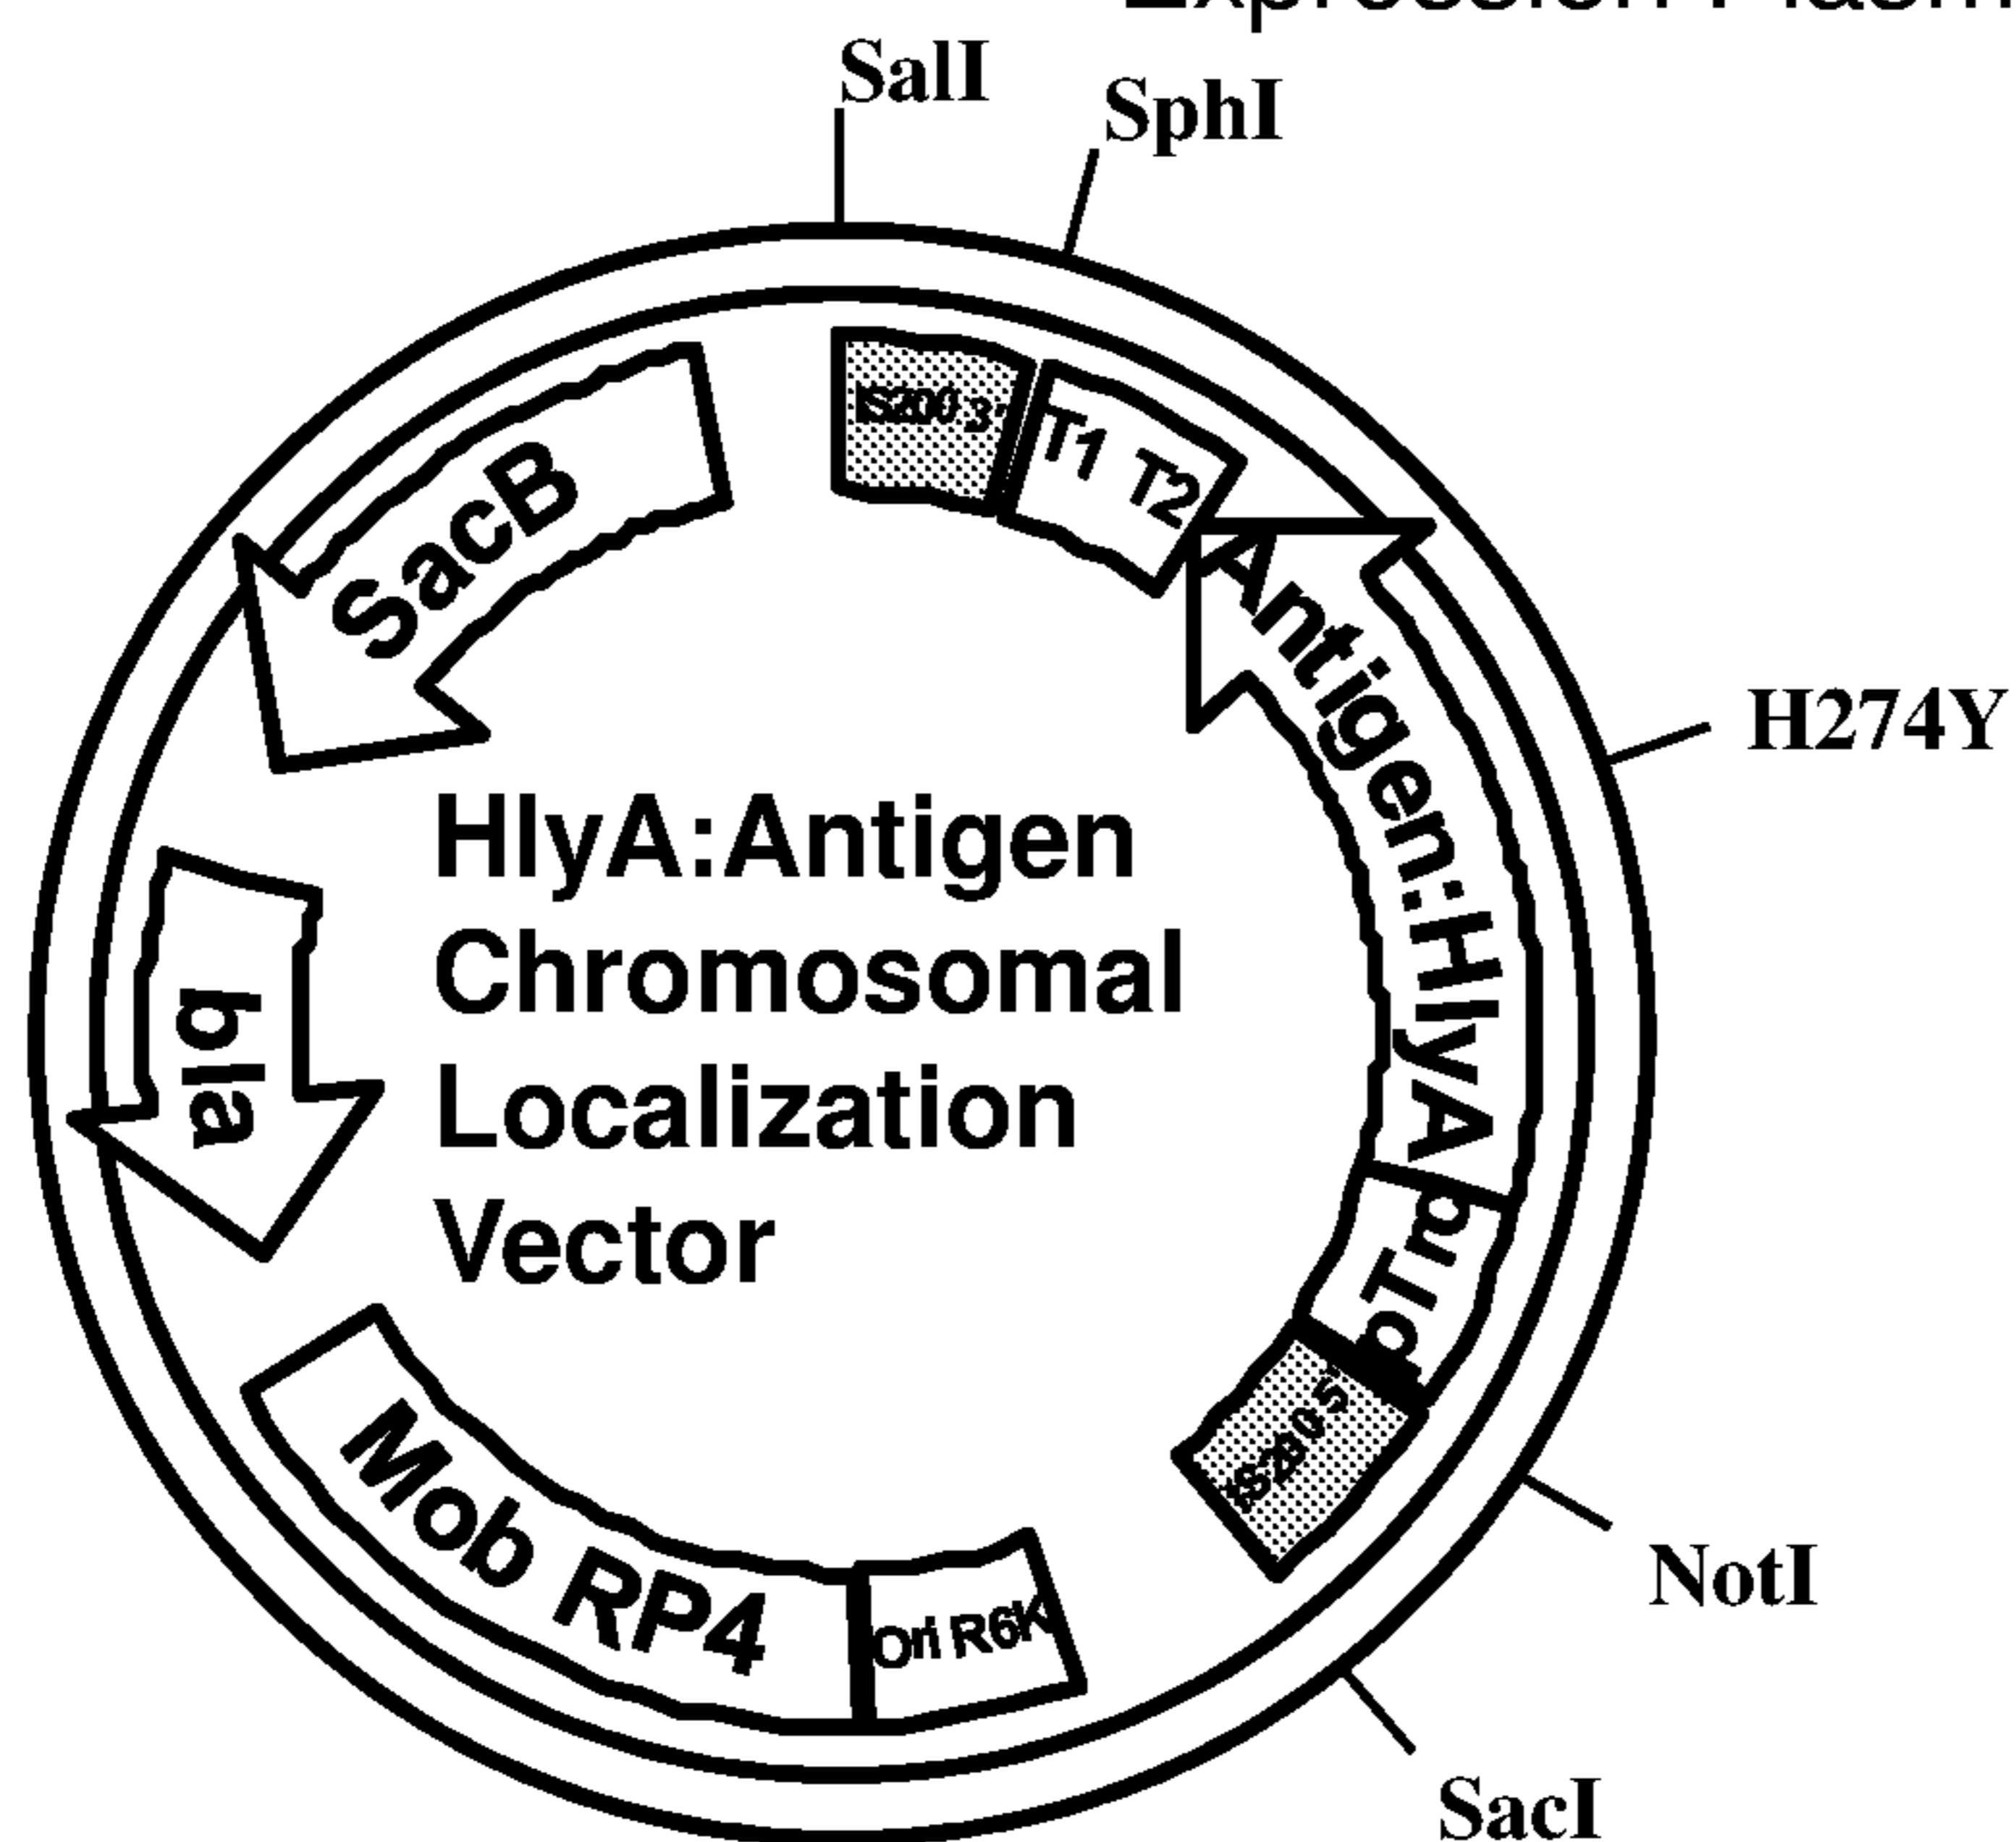 SalI
SphI
H274Y
NotI
SacI
IS200 3'
T1 T2
Antigen:HlyA
pTpu
IS200 5'
Ori R6K
Mob RP4
bla
SacB
HlyA:Antigen
Chromosomal
Localization
Vector